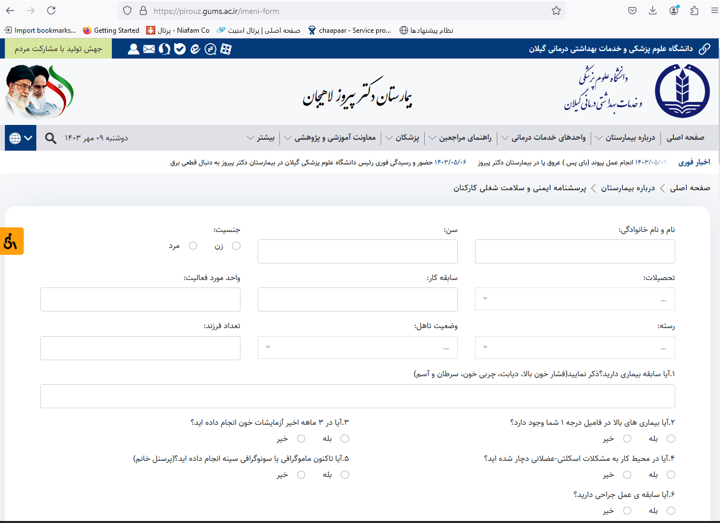 https://pirouz.gums.ac.ir/imeni-form
Import bookmarks...
Getting Started
پرتال - Niafam Co
صفحه اصلی | پرتال امنیت
chaapaar - Service pro...
نظام پیشنهادها
دانشگاه علوم پزشکی و خدمات بهداشتی درمانی گیلان
جهش تولید با مشارکت مردم
دانشگاه علوم پزشکی
و خدمات بهداشتی درمانی گیلان
بیمارستان دکتر پیروز لاهیجان
صفحه اصلی
درباره بیمارستان
واحدهای خدمات درمانی
راهنمای مراجعین
پزشکان
معاونت آموزشی و پژوهشی
بیشتر
دوشنبه ۰۹ مهر ۱۴۰۳
اخبار فوری
۱۴۰۳/۰۵/۰۱ انجام عمل پیوند (بای پس ) عروق پا در بیمارستان دکتر پیروز
۱۴۰۳/۰۵/۰۶ حضور و رسیدگی فوری رئیس دانشگاه علوم پزشکی گیلان در بیمارستان دکتر پیروز به دنبال قطعی برق
صفحه اصلی > درباره بیمارستان > پرسشنامه ایمنی و سلامت شغلی کارکنان
نام و نام خانوادگی:
سن:
جنسیت:
زن
مرد
تحصیلات:
سابقه کار:
واحد مورد فعالیت:
...
رسته:
وضعیت تاهل:
تعداد فرزند:
...
...
۱.آیا سابقه بیماری دارید؟ذکر نمایید(فشار خون بالا، دیابت، چربی خون، سرطان و آسم)
۲.آیا بیماری های بالا در فامیل درجه ۱ شما وجود دارد؟
۳.آیا در ۳ ماهه اخیر آزمایشات خون انجام داده اید؟
بله
خیر
بله
خیر
۴.آیا در محیط کار به مشکلات اسکلتی-عضلانی دچار شده اید؟
۵.آیا تاکنون ماموگرافی یا سونوگرافی سینه انجام داده اید؟(پرسنل خانم)
بله
خیر
بله
خیر
۶.آیا سابقه ی عمل جراحی دارید؟
بله
خیر